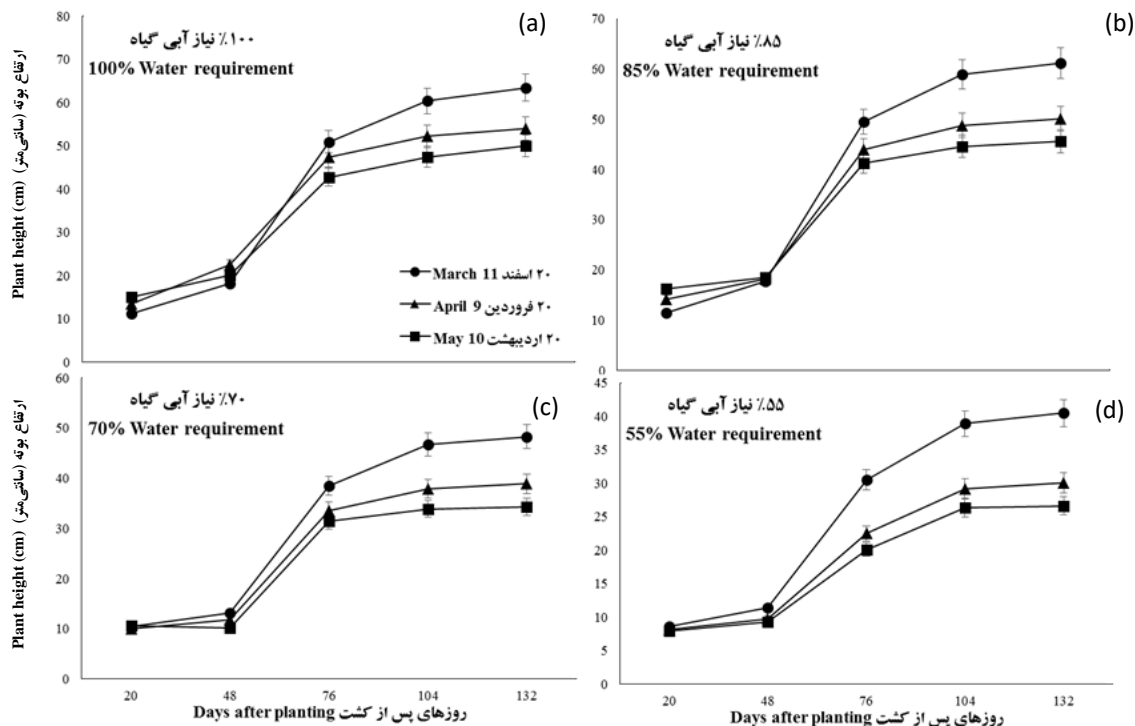 (a)
۱۰۰٪ نیاز آبی گیاه
100% Water requirement
ارتفاع بوته (سانتی‌متر)
Plant height (cm)
80
70
60
50
40
30
20
10
0
۲۰ اسفند March 11
۲۰ فروردین April 9
۲۰ اردیبهشت May 10
(b)
۸۵٪ نیاز آبی گیاه
85% Water requirement
70
60
50
40
30
20
10
0
(c)
۷۰٪ نیاز آبی گیاه
70% Water requirement
ارتفاع بوته (سانتی‌متر)
Plant height (cm)
60
50
40
30
20
10
0
20 48 76 104 132
روزهای پس از کشت Days after planting
(d)
۵۵٪ نیاز آبی گیاه
55% Water requirement
45
40
35
30
25
20
15
10
5
0
20 48 76 104 132
روزهای پس از کشت Days after planting